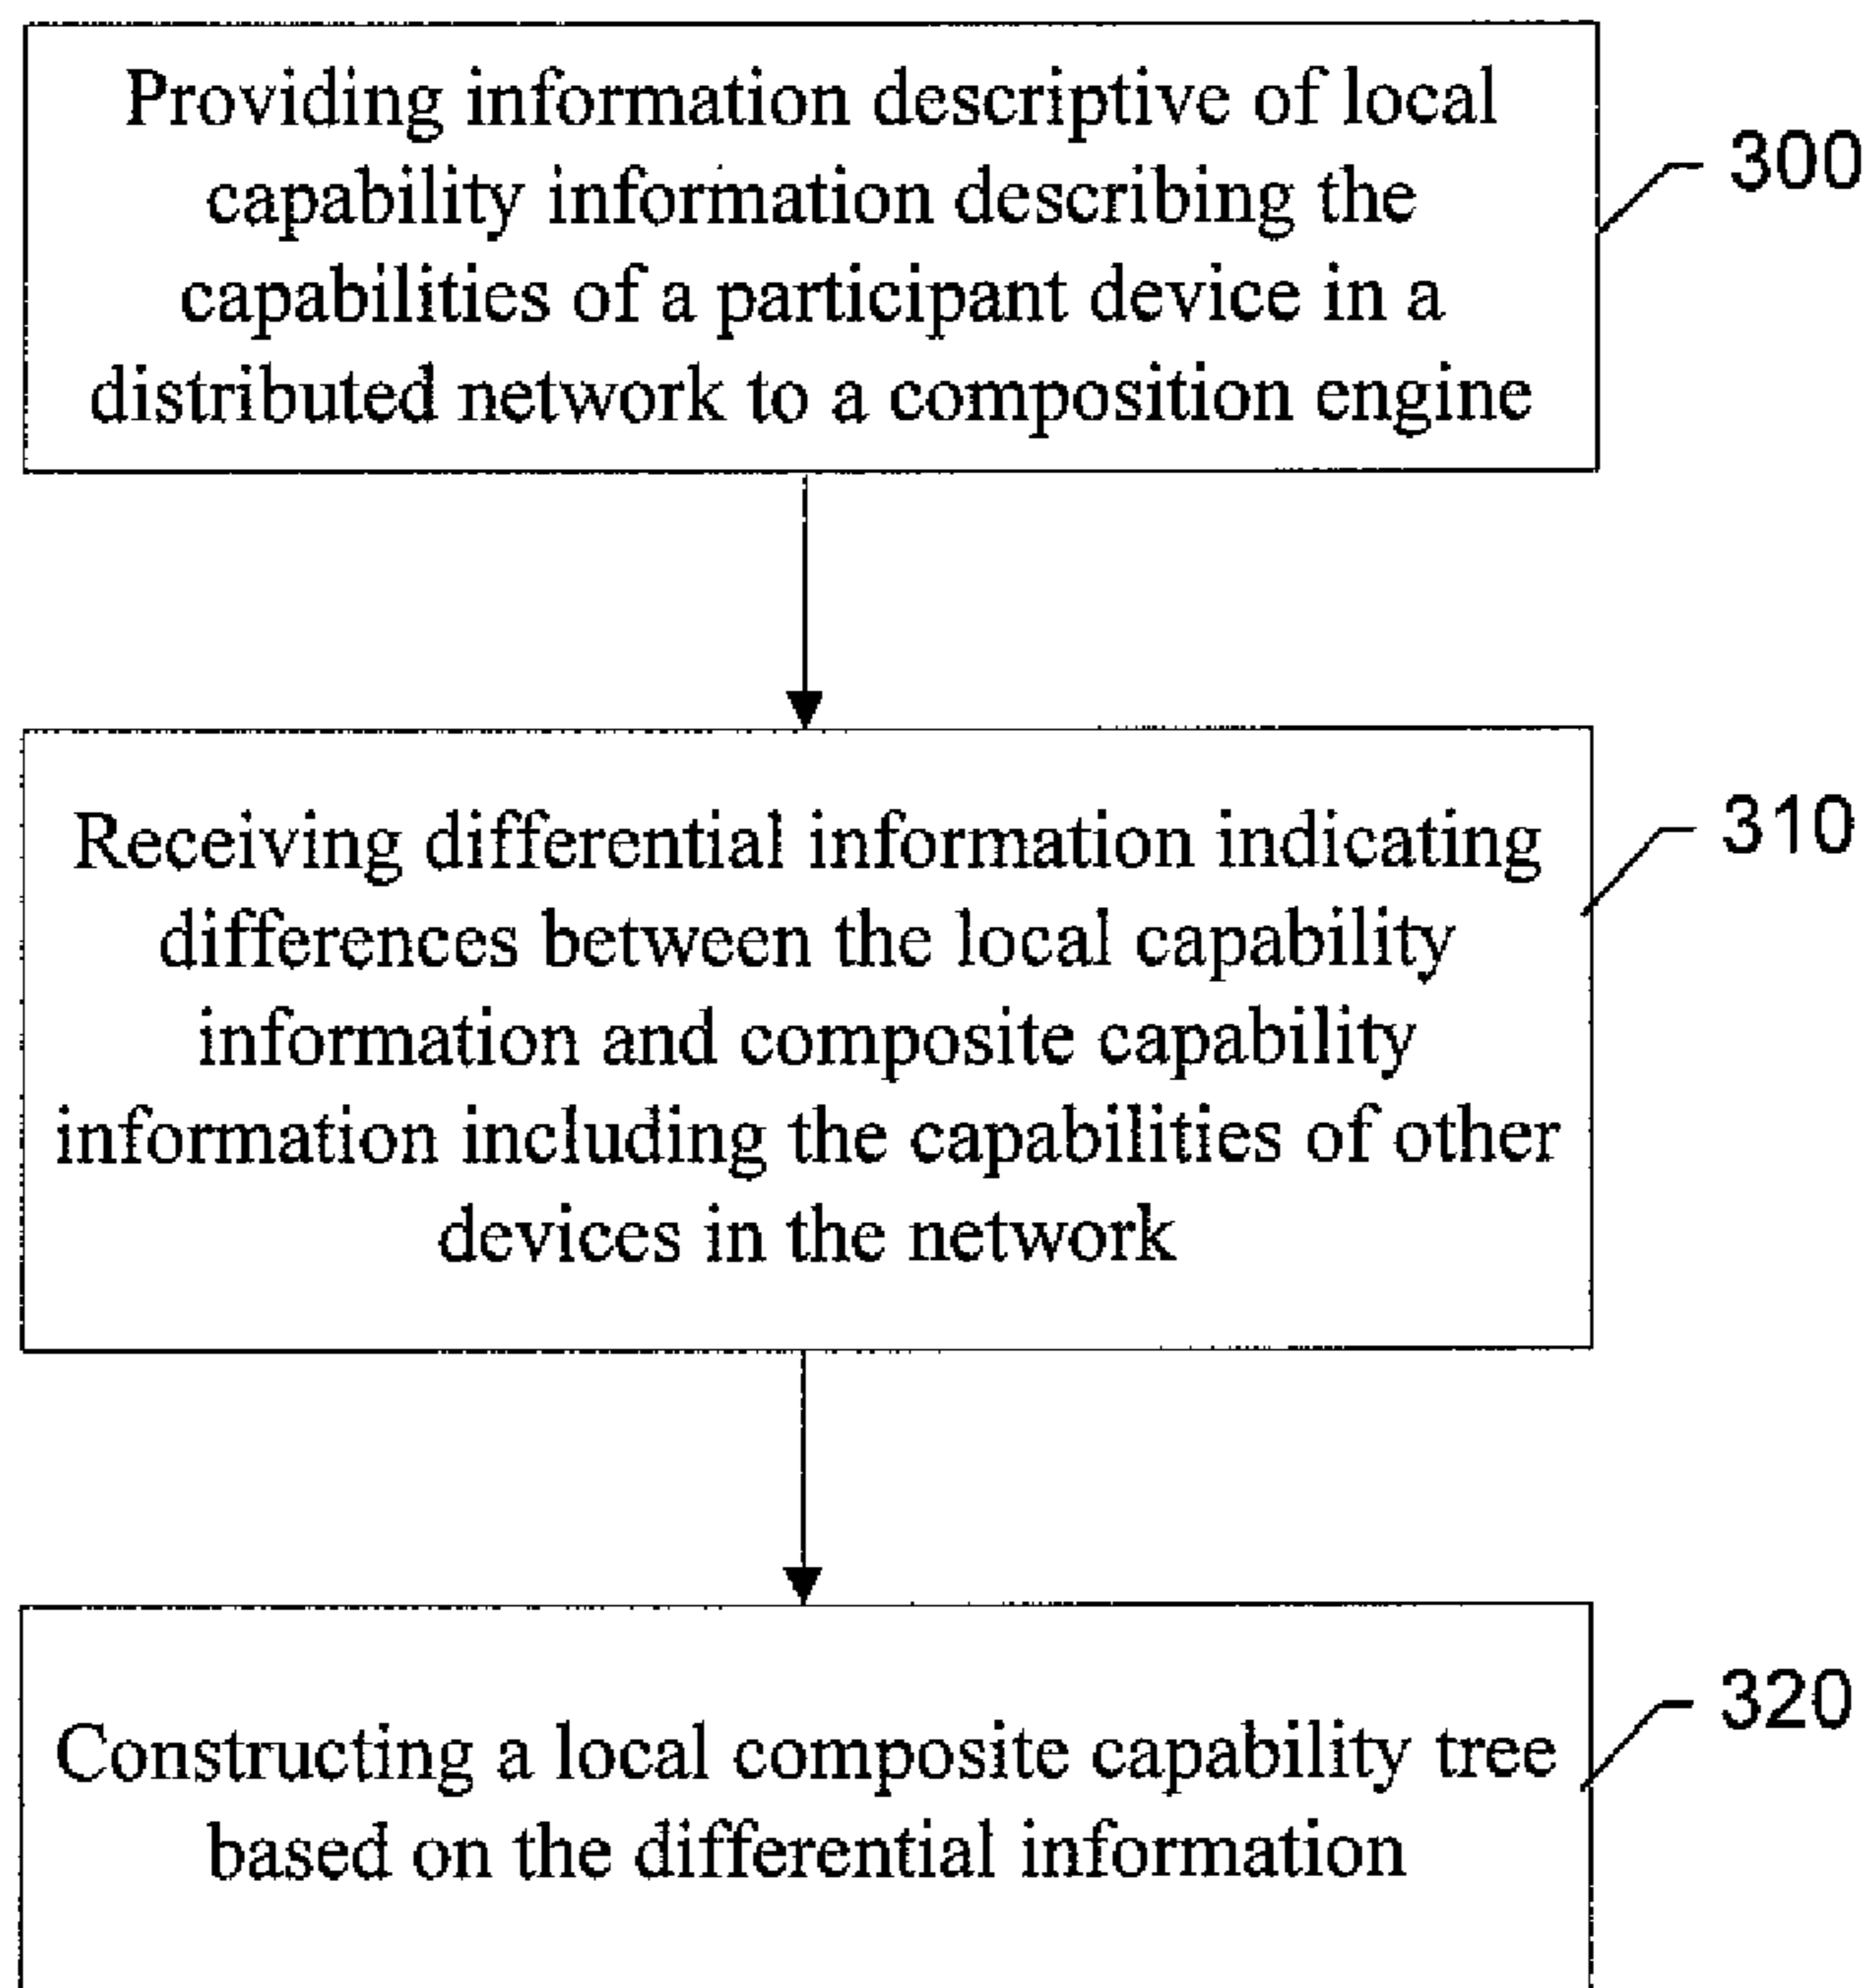 Providing information descriptive of local
capability information describing the
capabilities of a participant device in a
distributed network to a composition engine
300
Receiving differential information indicating
differences between the local capability
information and composite capability
information including the capabilities of other
devices in the network
310
Constructing a local composite capability tree
based on the differential information
320